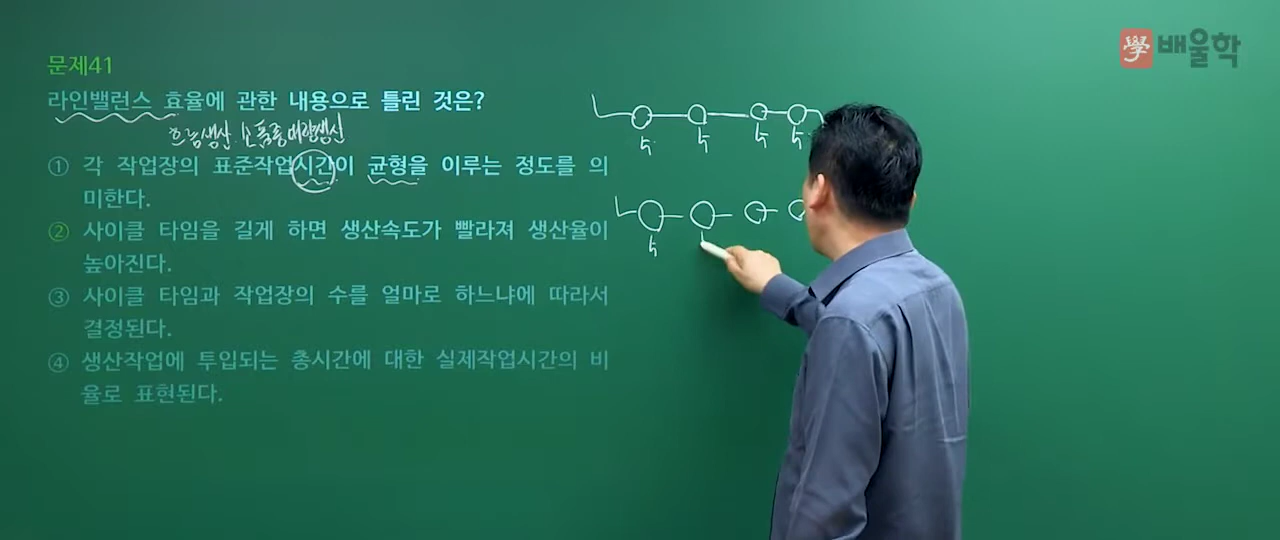 學 배울학
문제41
라인밸런스 효율에 관한 내용으로 틀린 것은?
흐름생산. 소품종대량생산
① 각 작업장의 표준작업시간이 균형을 이루는 정도를 의
미한다.
② 사이클 타임을 길게 하면 생산속도가 빨라져 생산율이
높아진다.
③ 사이클 타임과 작업장의 수를 얼마로 하느냐에 따라서
결정된다.
④ 생산작업에 투입되는 총시간에 대한 실제작업시간의 비
율로 표현된다.
5 5 5 5
5